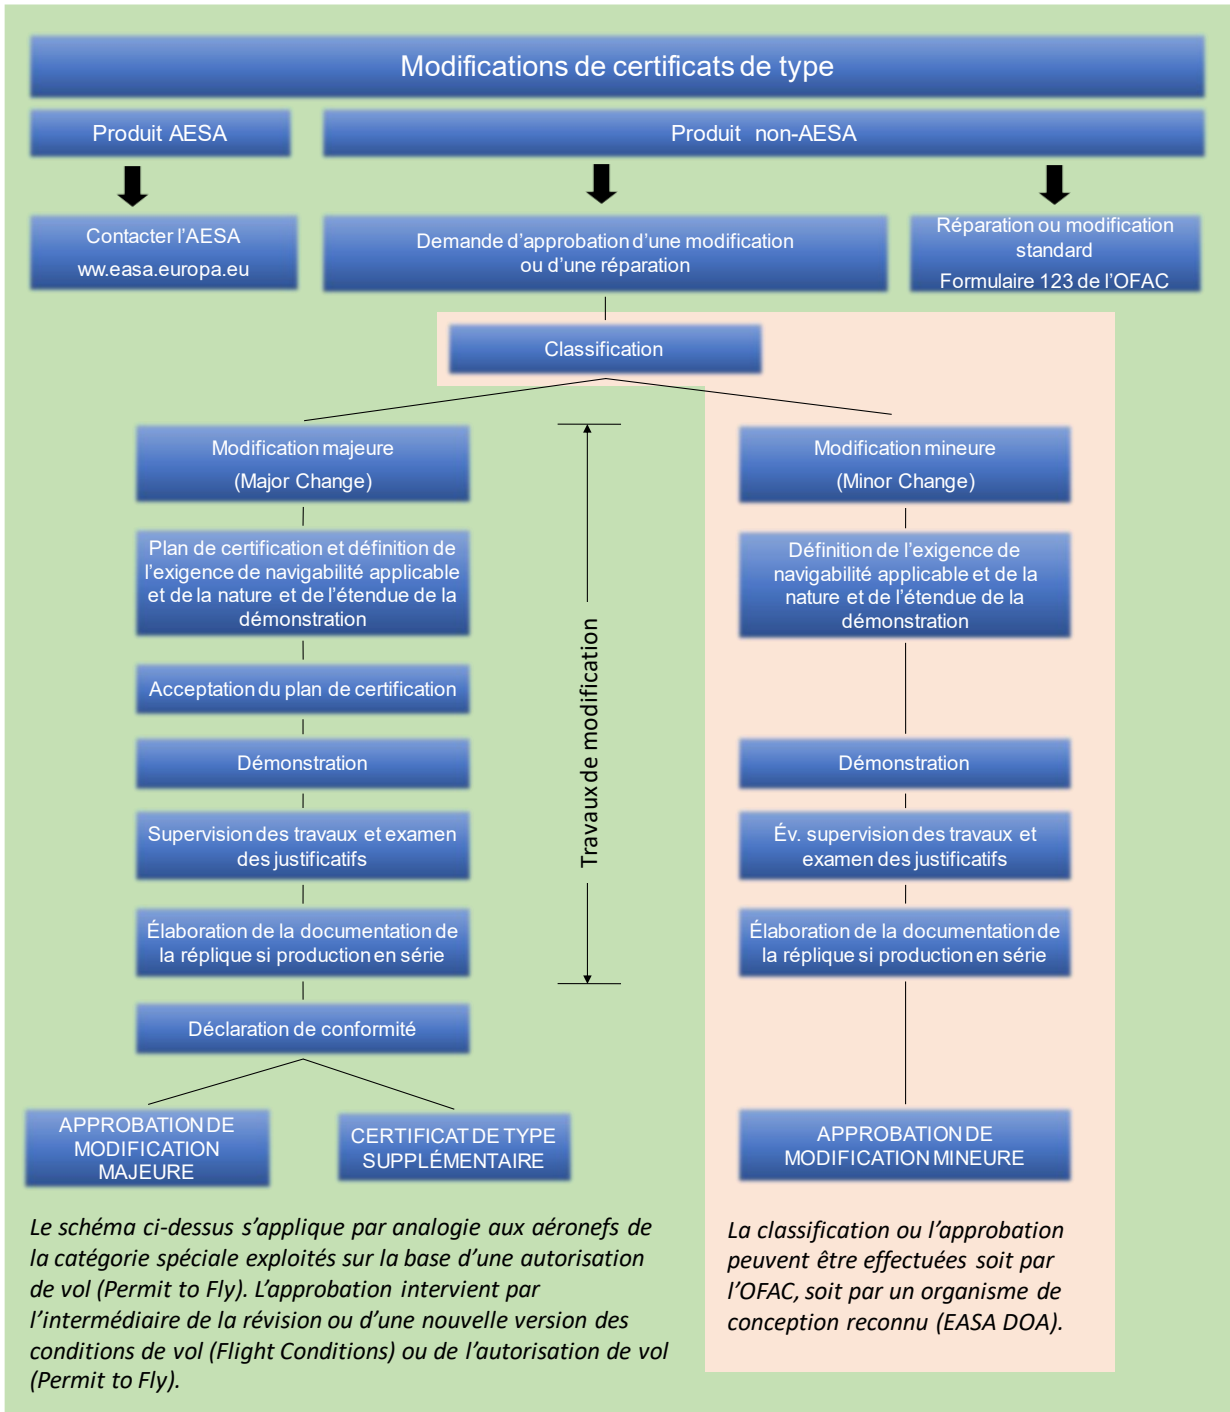 Modifications de certificats de type
Produit AESA
Produit non-AESA
Contacter l'AESA
ww.easa.europa.eu
Demande d'approbation d'une modification
ou d'une réparation
Réparation ou modification
standard
Formulaire 123 de l'OFAC
Classification
Modification majeure
(Major Change)
Plan de certification et définition de
l'exigence de navigabilité applicable
et de la nature et de l'étendue de la
démonstration
Acceptation du plan de certification
Démonstration
Supervision des travaux et examen
des justificatifs
Élaboration de la documentation de
la réplique si production en série
Déclaration de conformité
APPROBATION DE
MODIFICATION
MAJEURE
CERTIFICAT DE TYPE
SUPPLÉMENTAIRE
Travaux de modification
Modification mineure
(Minor Change)
Définition de l'exigence de
navigabilité applicable et de la
nature et de l'étendue de la
démonstration
Démonstration
Év. supervision des travaux et
examen des justificatifs
Élaboration de la documentation de
la réplique si production en série
APPROBATION DE
MODIFICATION MINEURE
Le schéma ci-dessus s'applique par analogie aux aéronefs de
la catégorie spéciale exploités sur la base d'une autorisation
de vol (Permit to Fly). L'approbation intervient par
l'intermédiaire de la révision ou d'une nouvelle version des
conditions de vol (Flight Conditions) ou de l'autorisation de vol
(Permit to Fly).
La classification ou l'approbation
peuvent être effectuées soit par
l'OFAC, soit par un organisme de
conception reconnu (EASA DOA).